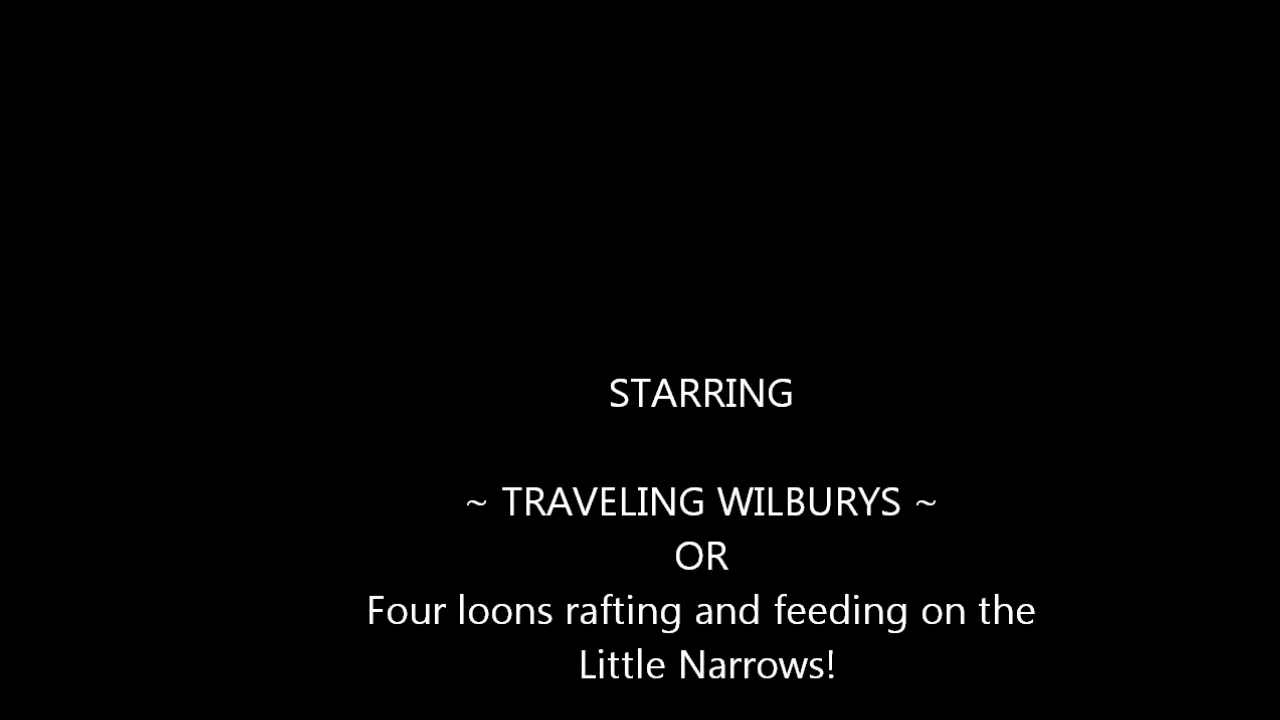 STARRING
~ TRAVELING WILBURYS ~
OR
Four loons rafting and feeding on the
Little Narrows!